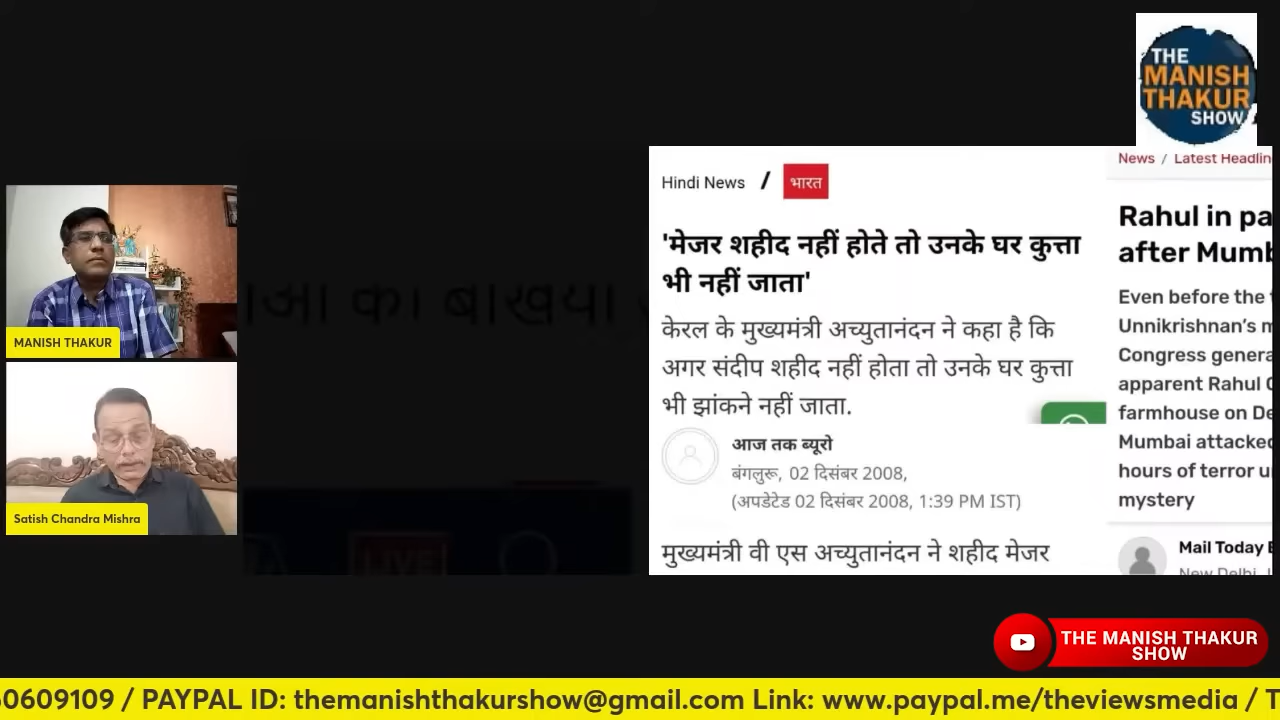 THE
MANISH
THAKUR
SHOW
MANISH THAKUR
Satish Chandra Mishra
LIVE
Hindi News / भारत
'मेजर शहीद नहीं होते तो उनके घर कुत्ता
भी नहीं जाता'
केरल के मुख्यमंत्री अच्युतानंदन ने कहा है कि
अगर संदीप शहीद नहीं होता तो उनके घर कुत्ता
भी झांकने नहीं जाता.
आज तक ब्यूरो
बंगलुरू, 02 दिसंबर 2008,
(अपडेटेड 02 दिसंबर 2008, 1:39 PM IST)
मुख्यमंत्री वी एस अच्युतानंदन ने शहीद मेजर
News / Latest Headlin
Rahul in pa
after Mumb
Even before the
Unnikrishnan's
Congress genera
apparent Rahul
farmhouse on De
Mumbai attacked
hours of terror
mystery
Mail Today
New Delhi,
THE MANISH THAKUR
SHOW
60609109 / PAYPAL ID: themanishthakurshow@gmail.com Link: www.paypal.me/theviewsmedia / T